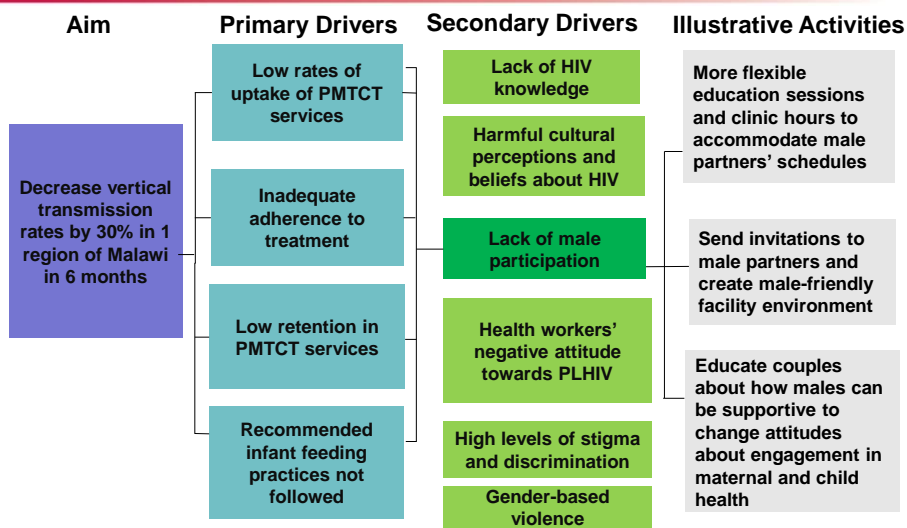 Aim
Primary Drivers
Secondary Drivers
Illustrative Activities
Decrease vertical
transmission
rates by 30% in 1
region of Malawi
in 6 months
Low rates of
uptake of PMTCT
services
Inadequate
adherence to
treatment
Low retention in
PMTCT services
Recommended
infant feeding
practices not
followed
Lack of HIV
knowledge
Harmful cultural
perceptions and
beliefs about HIV
Lack of male
participation
Health workers’
negative attitude
towards PLHIV
High levels of stigma
and discrimination
Gender-based
violence
More flexible
education sessions
and clinic hours to
accommodate male
partners’ schedules
Send invitations to
male partners and
create male-friendly
facility environment
Educate couples
about how males can
be supportive to
change attitudes
about engagement in
maternal and child
health